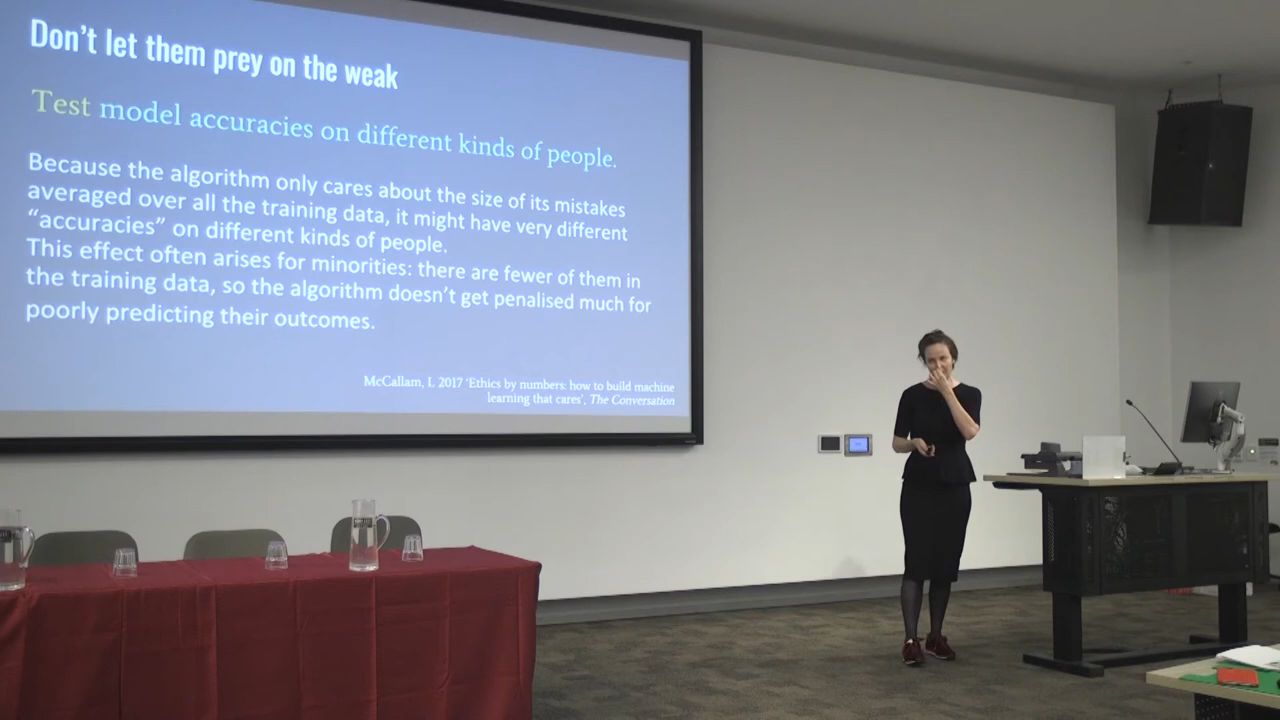 Don't let them prey on the weak
Test model accuracies on different kinds of people.
Because the algorithm only cares about the size of its mistakes
averaged over all the training data, it might have very different
“accuracies” on different kinds of people.
This effect often arises for minorities: there are fewer of them in
the training data, so the algorithm doesn't get penalised much for
poorly predicting their outcomes.
McCallam, I. 2017 ‘Ethics by numbers: how to build machine
learning that cares’, The Conversation